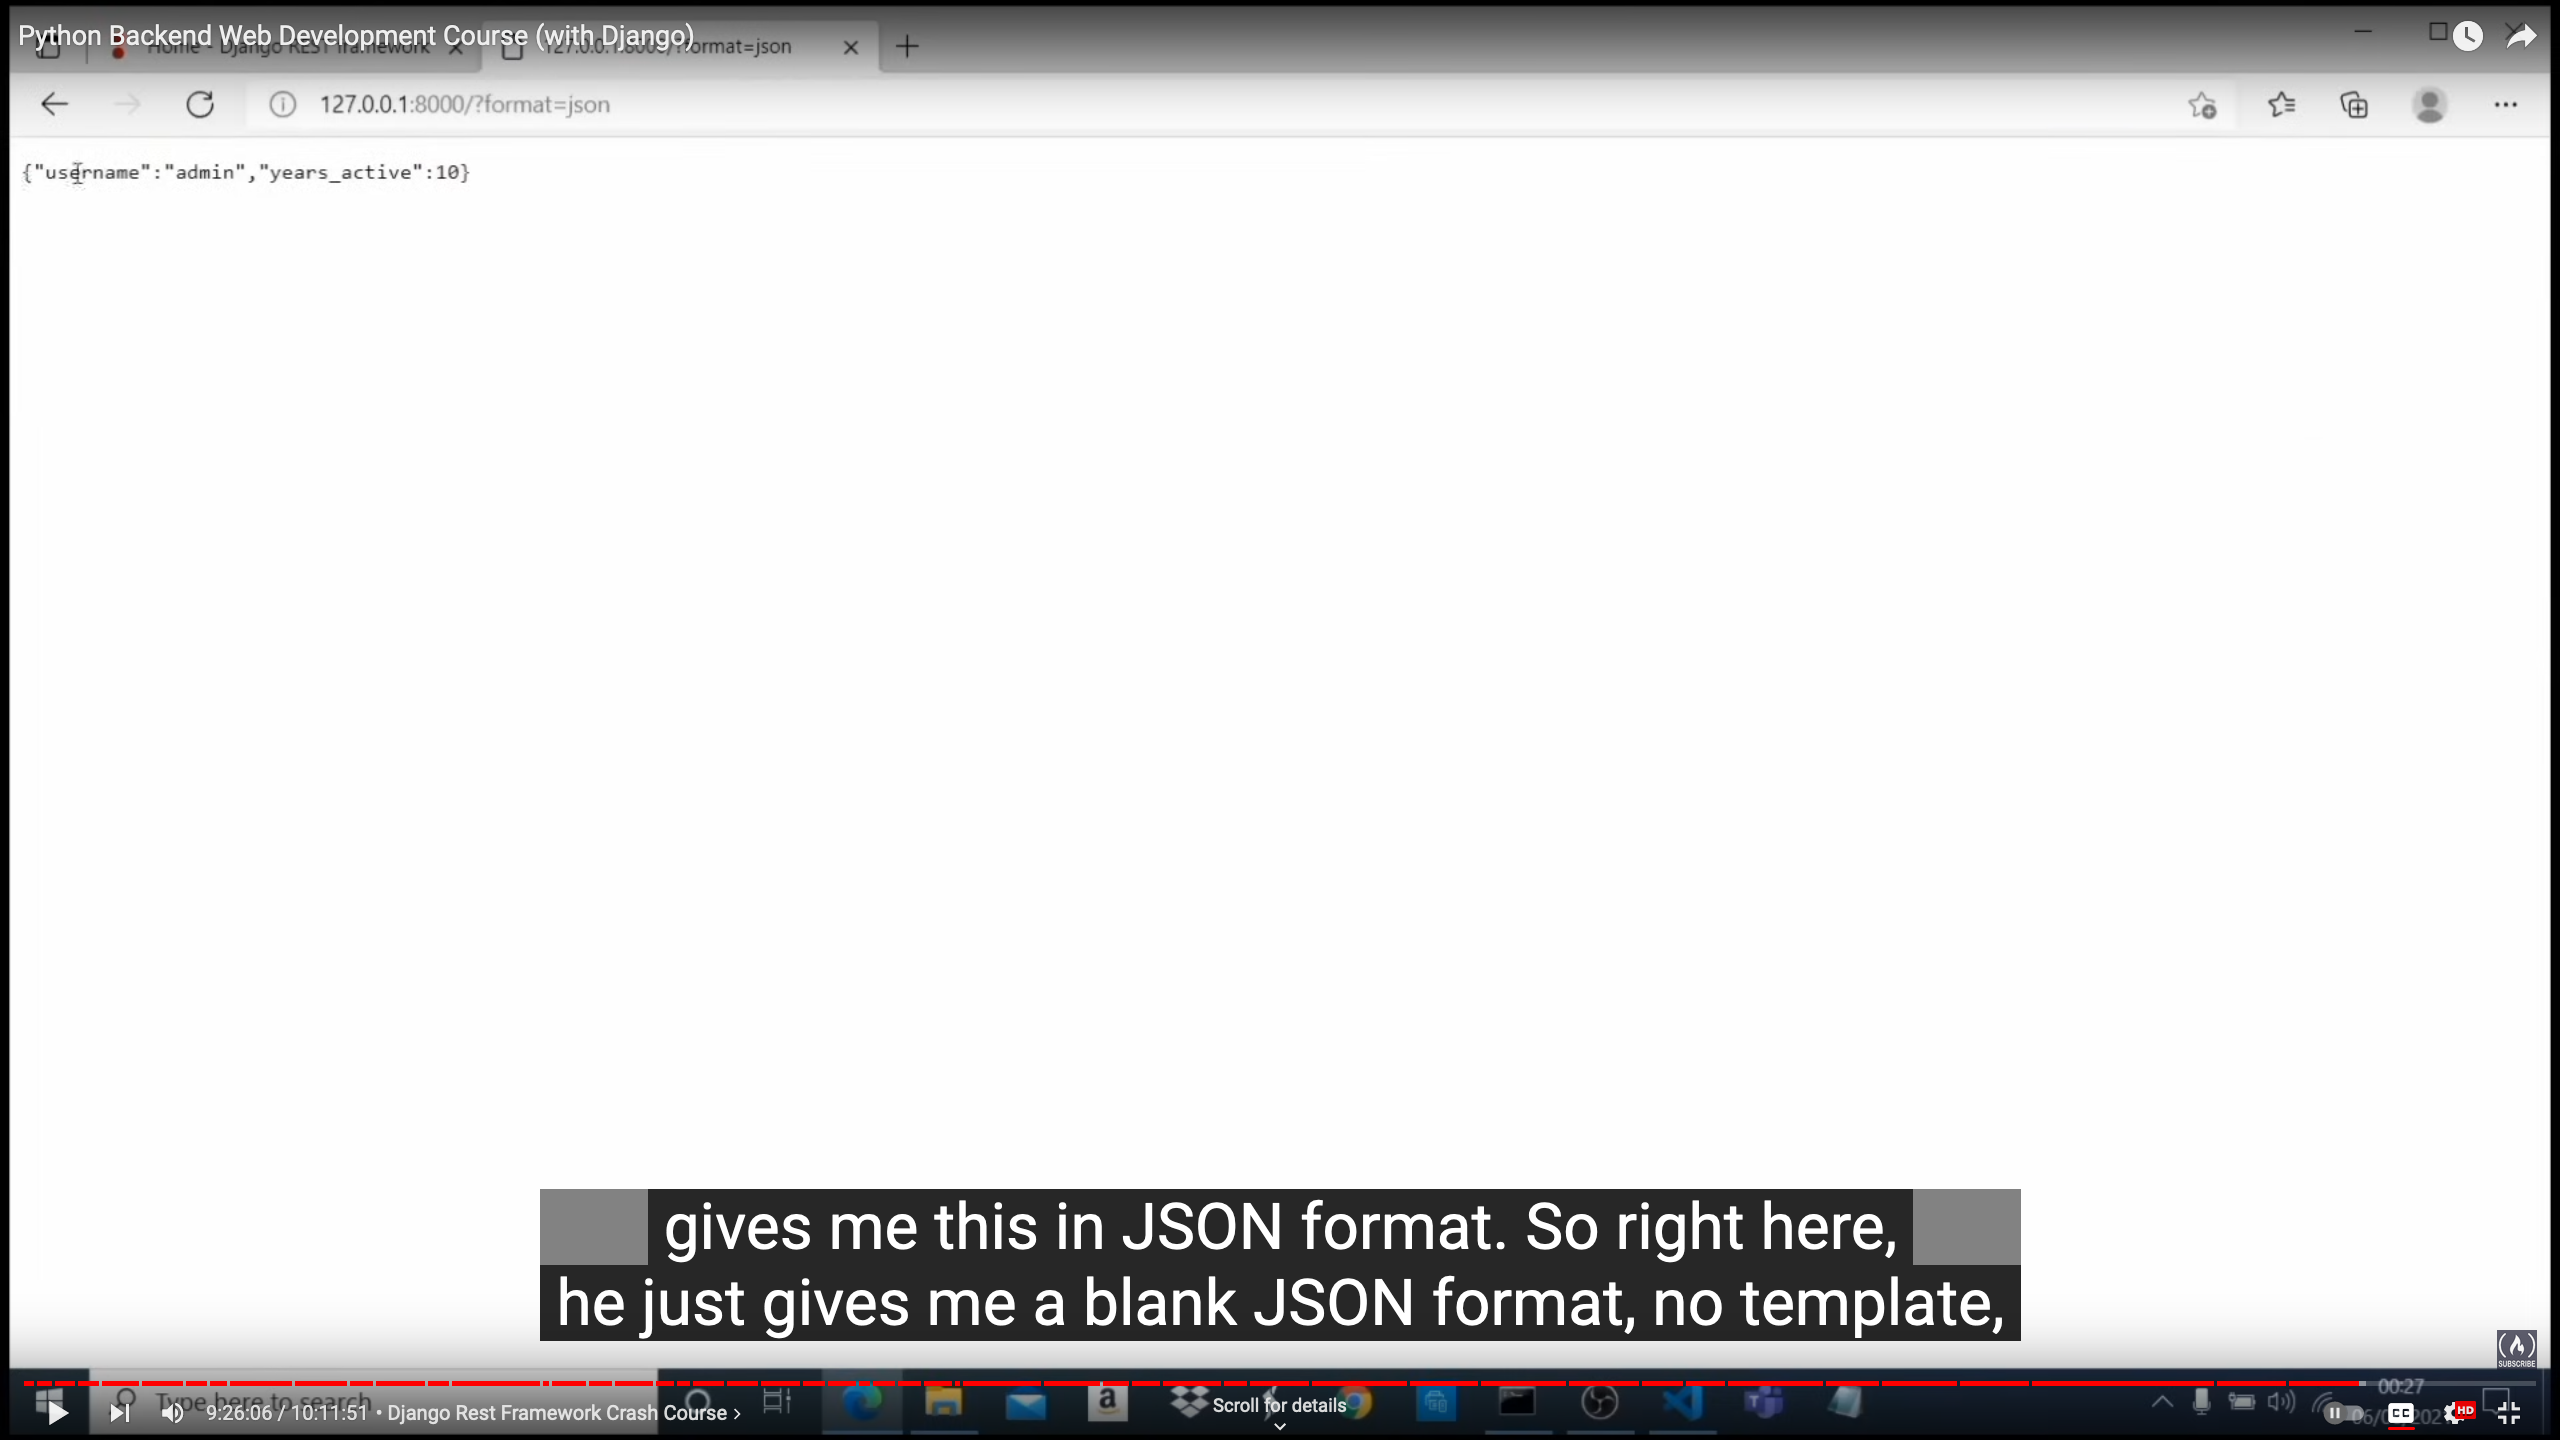 Python Backend Web Development Course (with Django)
Home - Django REST framework
127.0.0.1:8000/?format=json
127.0.0.1:8000/?format=json
{"username":"admin","years_active":10}
gives me this in JSON format. So right here,
he just gives me a blank JSON format, no template,
SUBSCRIBE
Type here to search
00:27
9:26:06 / 10:11:51 • Django Rest Framework Crash Course
Scroll for details
CC
HD